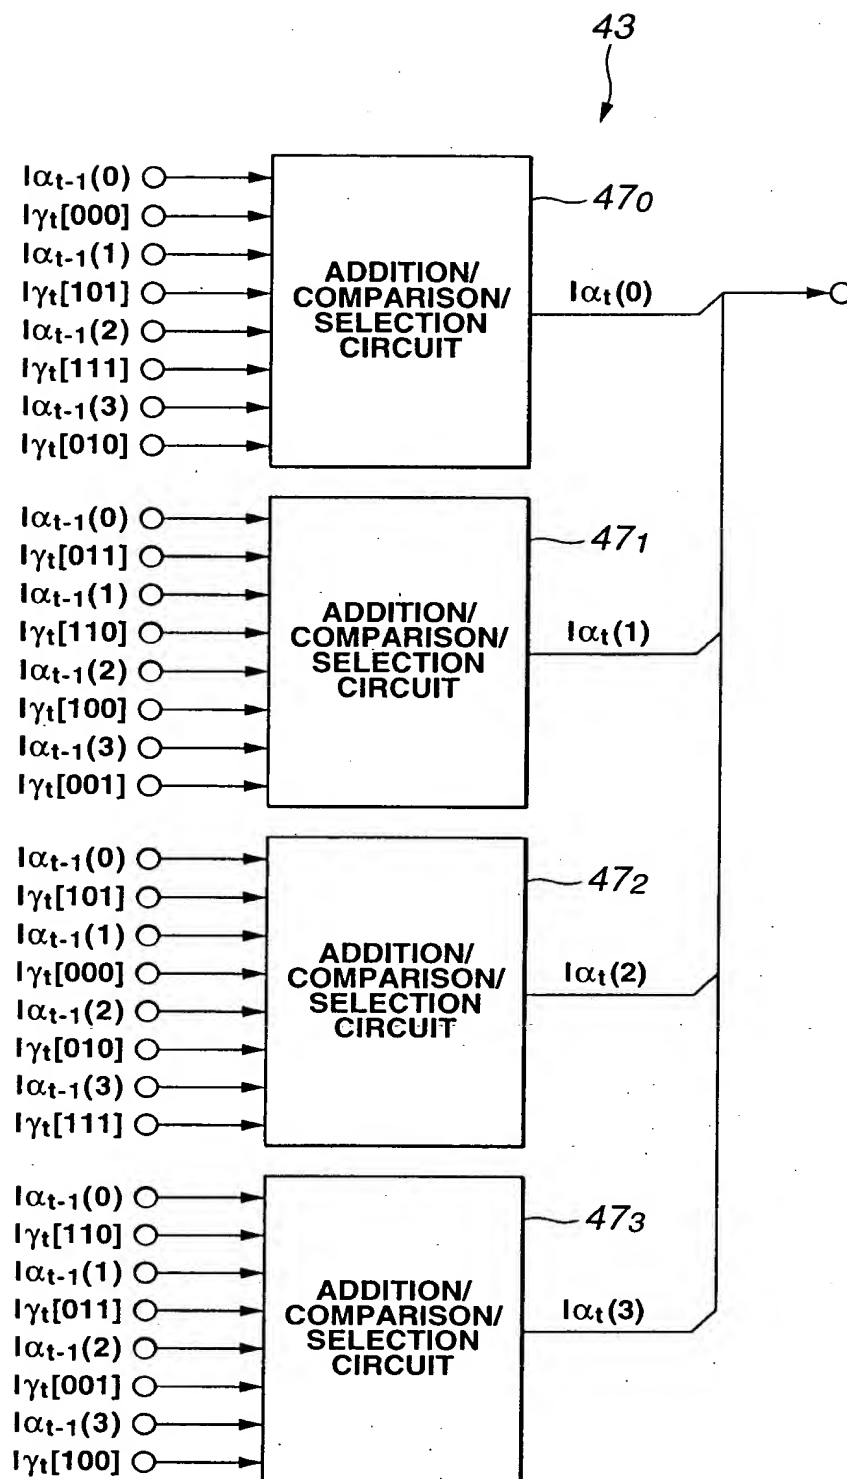 43
Iαt-1(0)
Iγt[000]
Iαt-1(1)
Iγt[101]
Iαt-1(2)
Iγt[111]
Iαt-1(3)
Iγt[010]
ADDITION/
COMPARISON/
SELECTION
CIRCUIT
470
Iαt(0)
Iαt-1(0)
Iγt[011]
Iαt-1(1)
Iγt[110]
Iαt-1(2)
Iγt[100]
Iαt-1(3)
Iγt[001]
ADDITION/
COMPARISON/
SELECTION
CIRCUIT
471
Iαt(1)
Iαt-1(0)
Iγt[101]
Iαt-1(1)
Iγt[000]
Iαt-1(2)
Iγt[010]
Iαt-1(3)
Iγt[111]
ADDITION/
COMPARISON/
SELECTION
CIRCUIT
472
Iαt(2)
Iαt-1(0)
Iγt[110]
Iαt-1(1)
Iγt[011]
Iαt-1(2)
Iγt[001]
Iαt-1(3)
Iγt[100]
ADDITION/
COMPARISON/
SELECTION
CIRCUIT
473
Iαt(3)